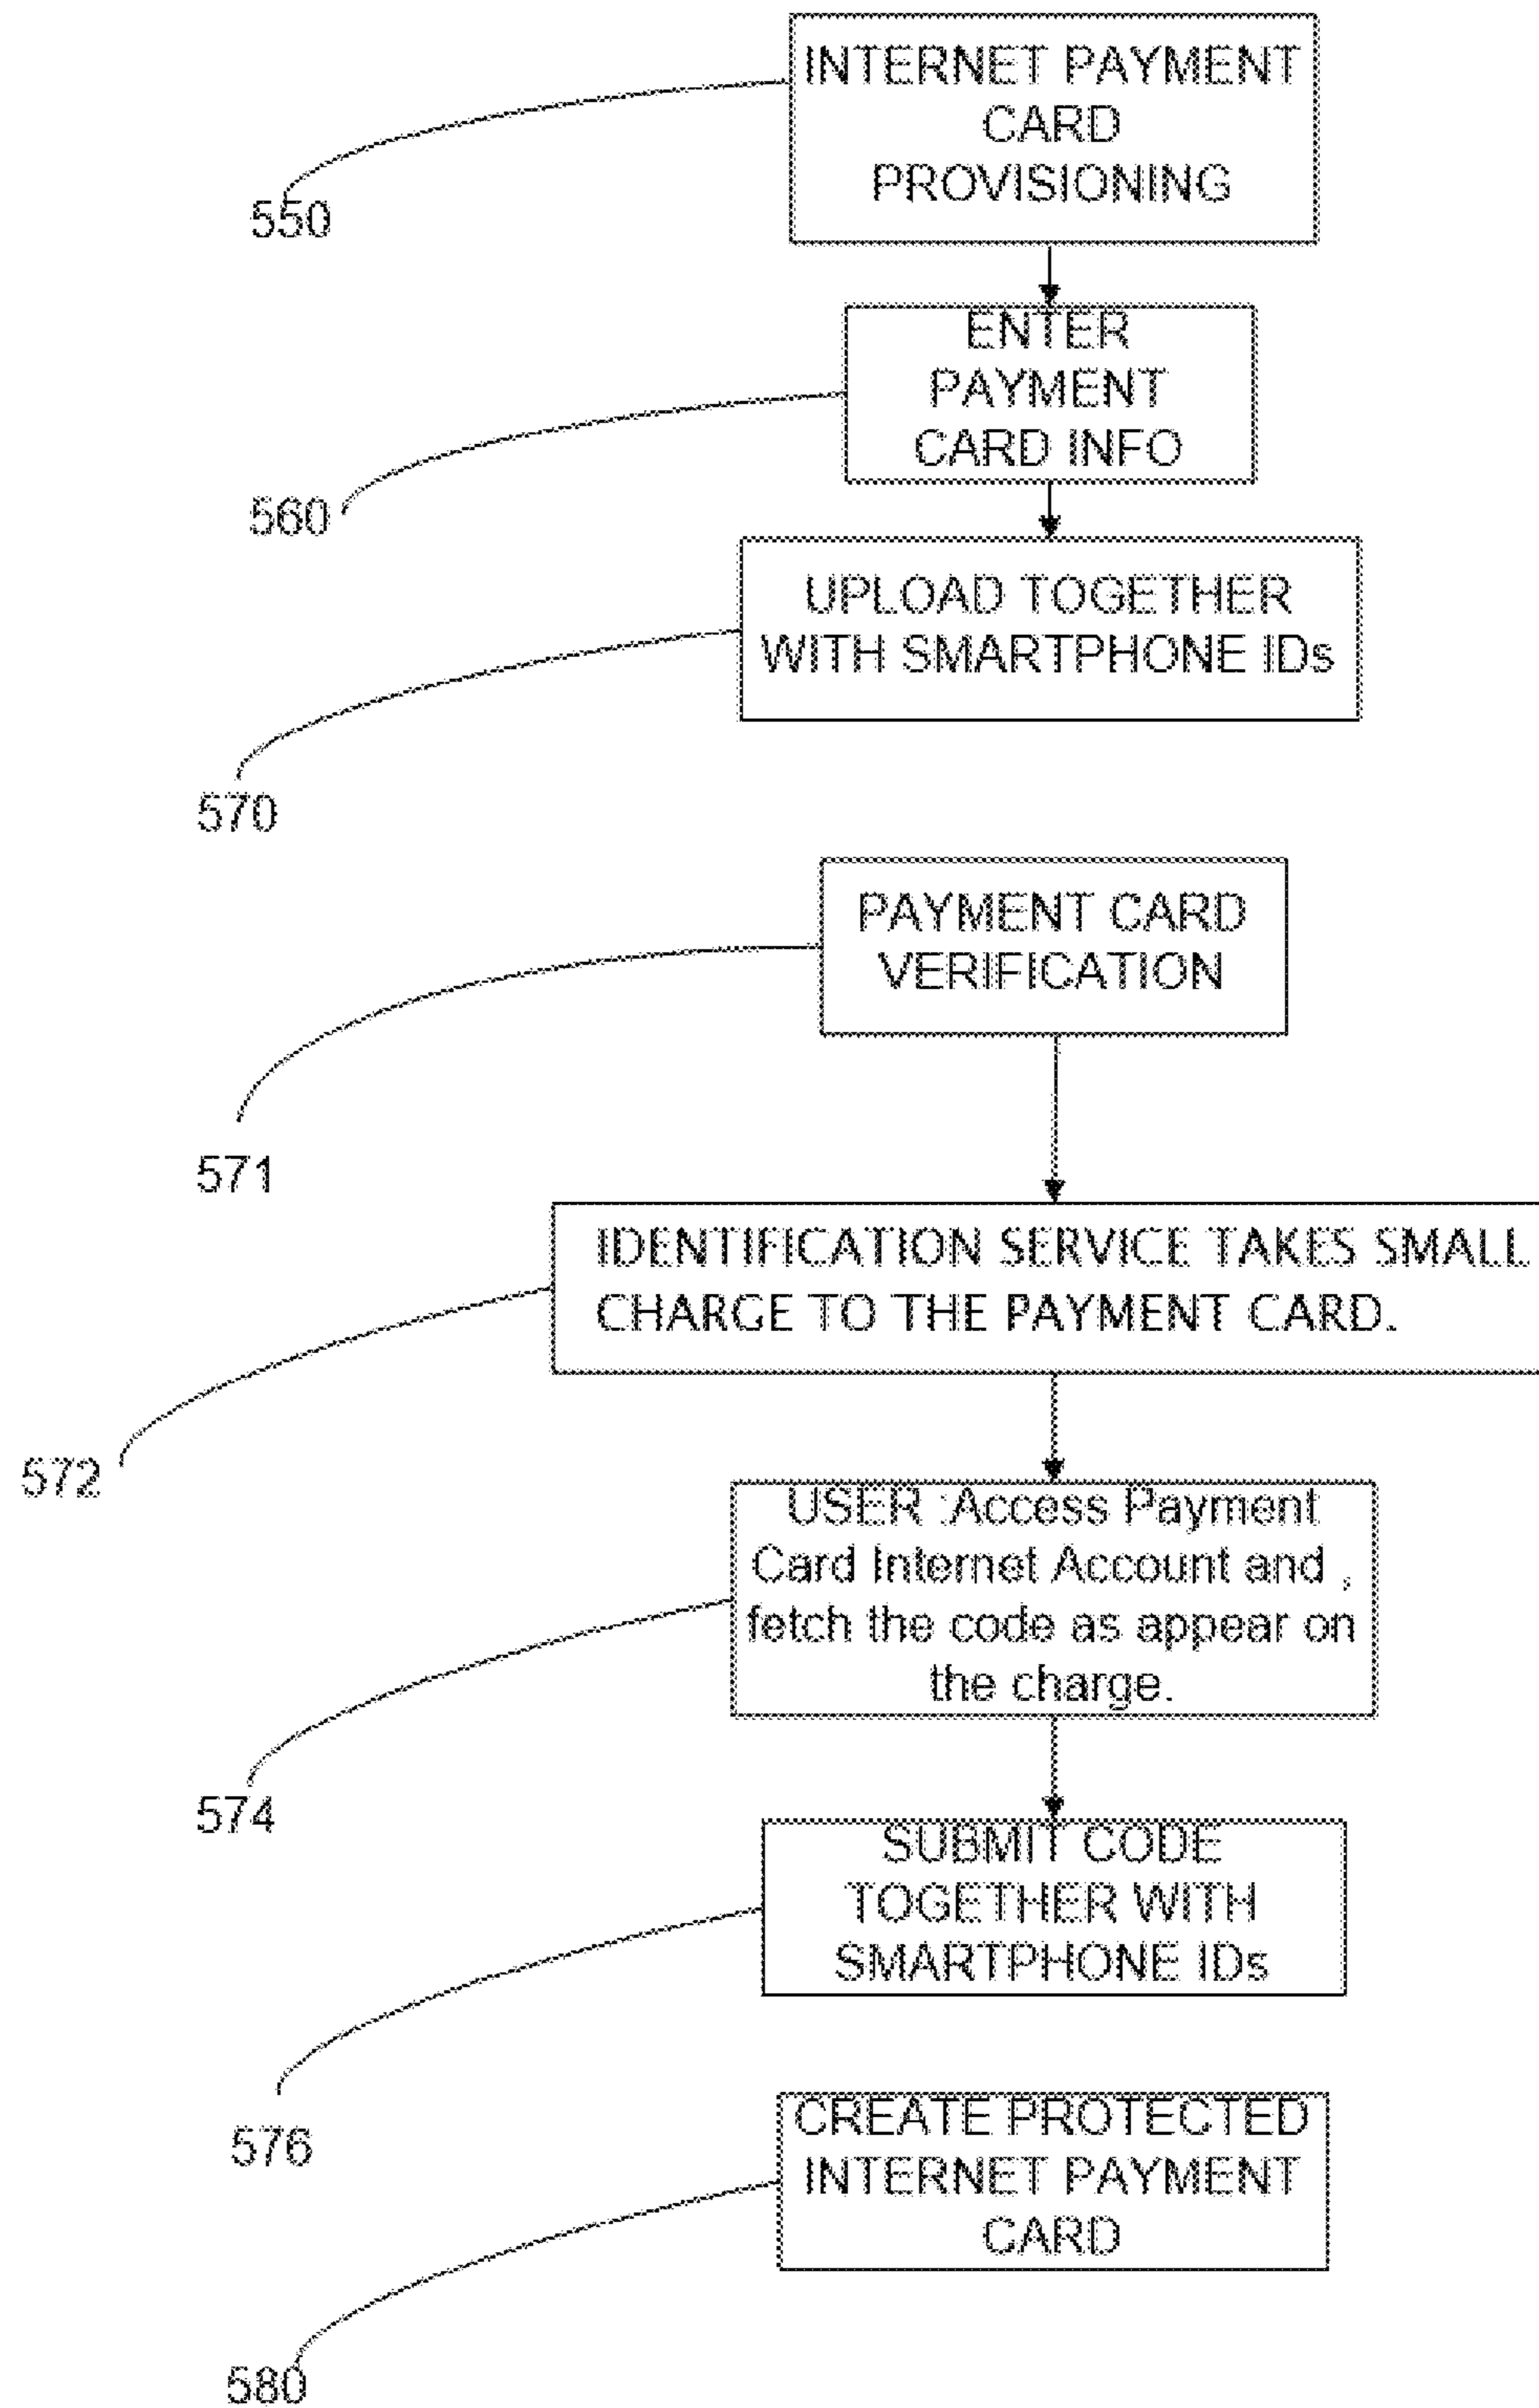 INTERNET PAYMENT
CARD
PROVISIONING
550
ENTER
PAYMENT
CARD INFO
560
UPLOAD TOGETHER
WITH SMARTPHONE IDs
570
PAYMENT CARD
VERIFICATION
571
IDENTIFICATION SERVICE TAKES SMALL
CHARGE TO THE PAYMENT CARD.
572
USER :Access Payment
Card Internet Account and ,
fetch the code as appear on
the charge.
574
SUBMIT CODE
TOGETHER WITH
SMARTPHONE IDs
576
CREATE PROTECTED
INTERNET PAYMENT
CARD
580